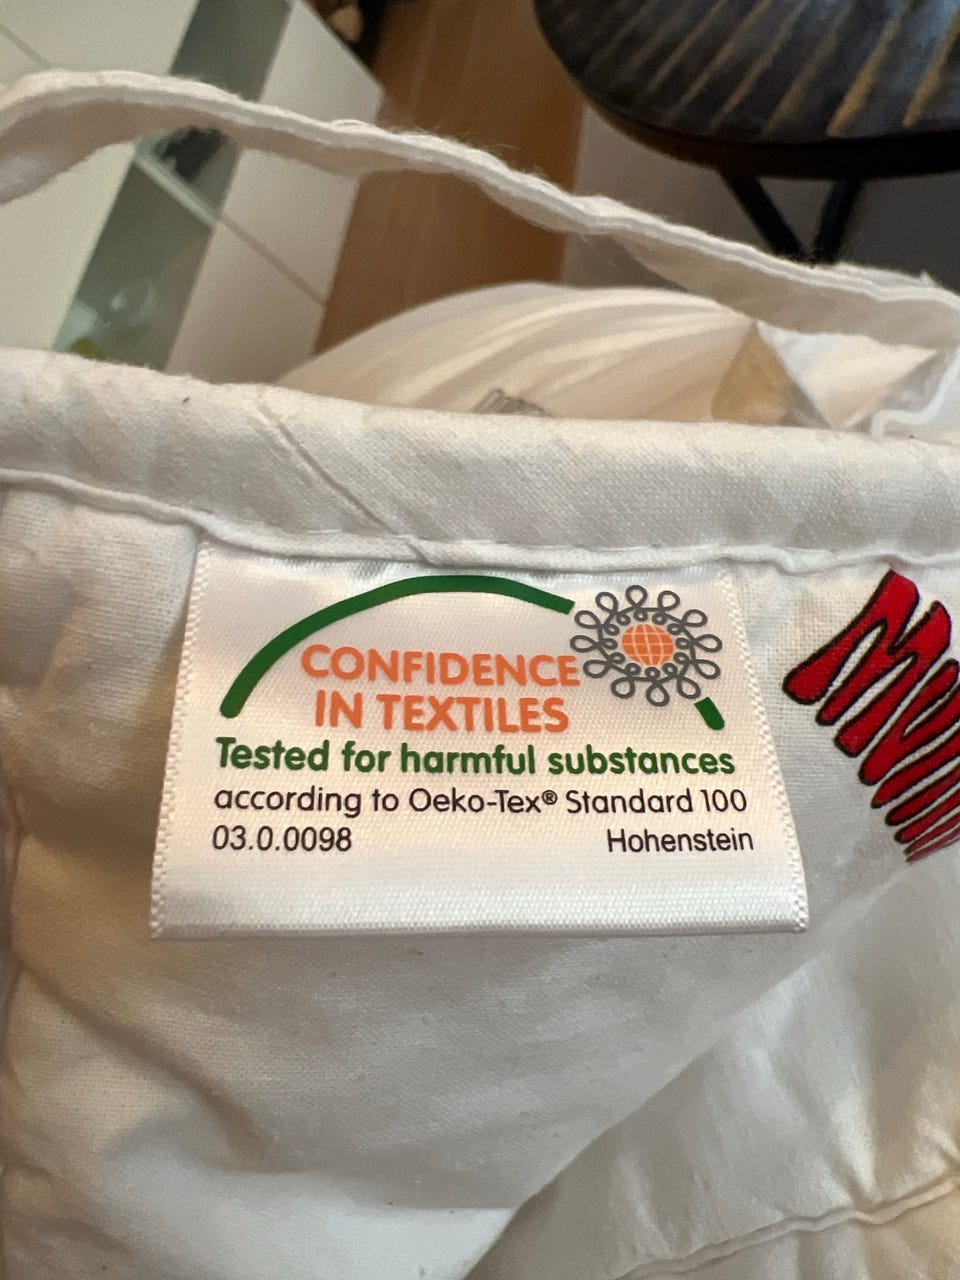 CONFIDENCE
IN TEXTILES
Tested for harmful substances
according to Oeko-Tex® Standard 100
03.0.0098 Hohenstein